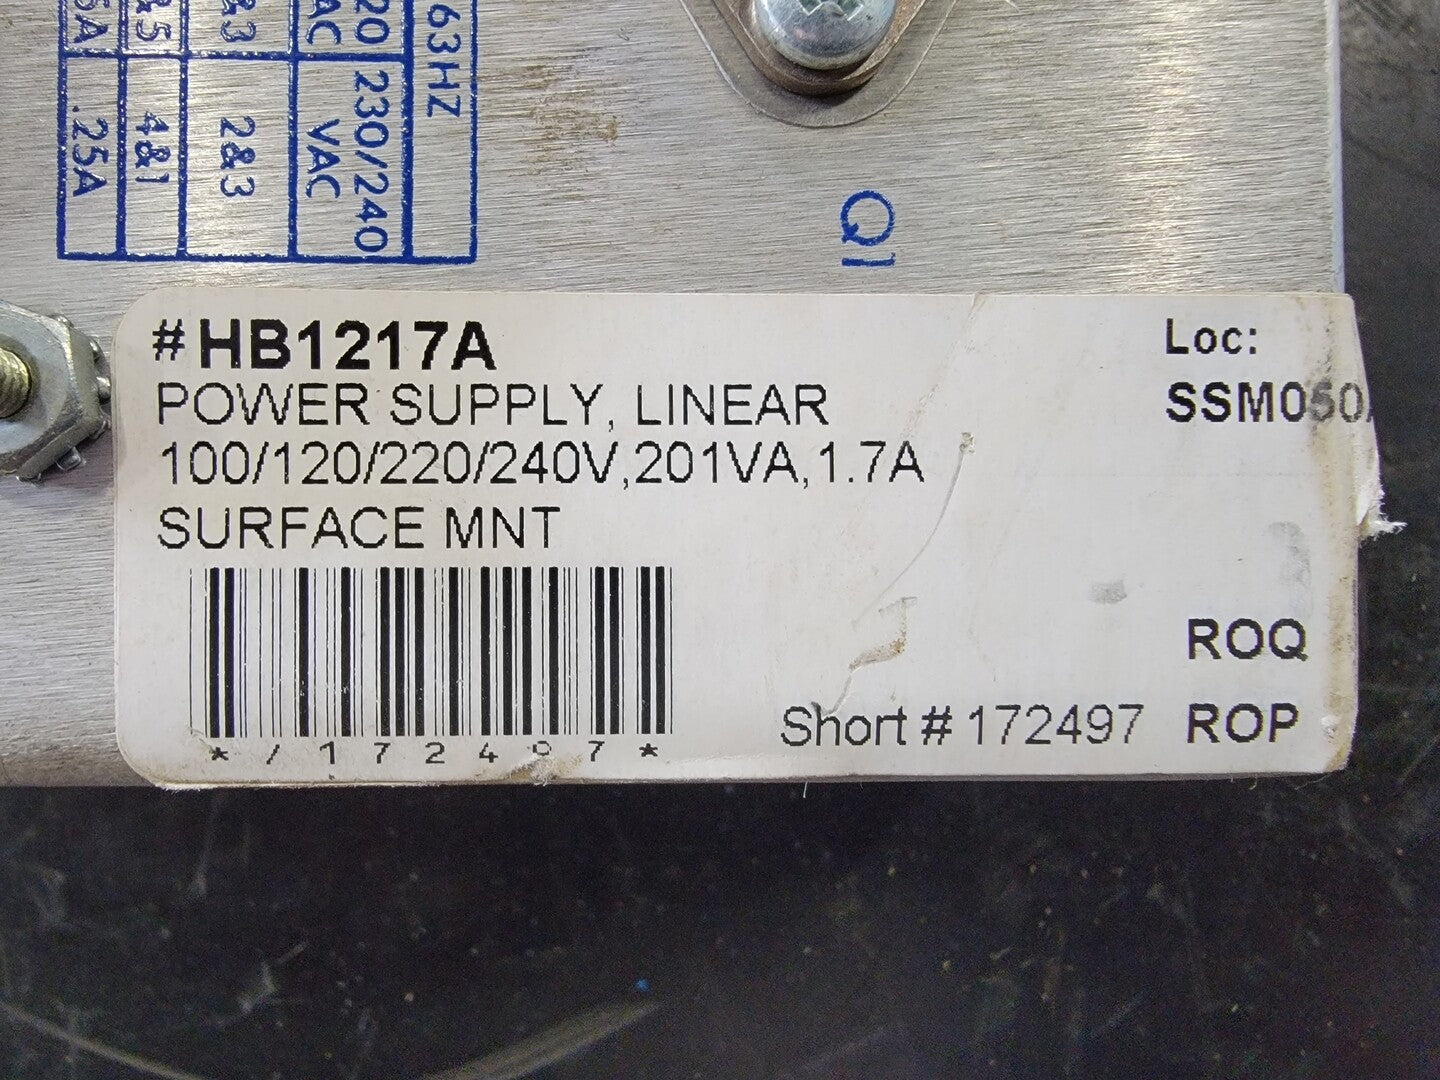 63HZ
20 230/240
AC VAC
&3 2&3
&5 4&1
5A .25A
Q1
#HB1217A
POWER SUPPLY, LINEAR
100/120/220/240V,201VA,1.7A
SURFACE MNT
*/172497*
Short # 172497
Loc:
SSM050
ROQ
ROP